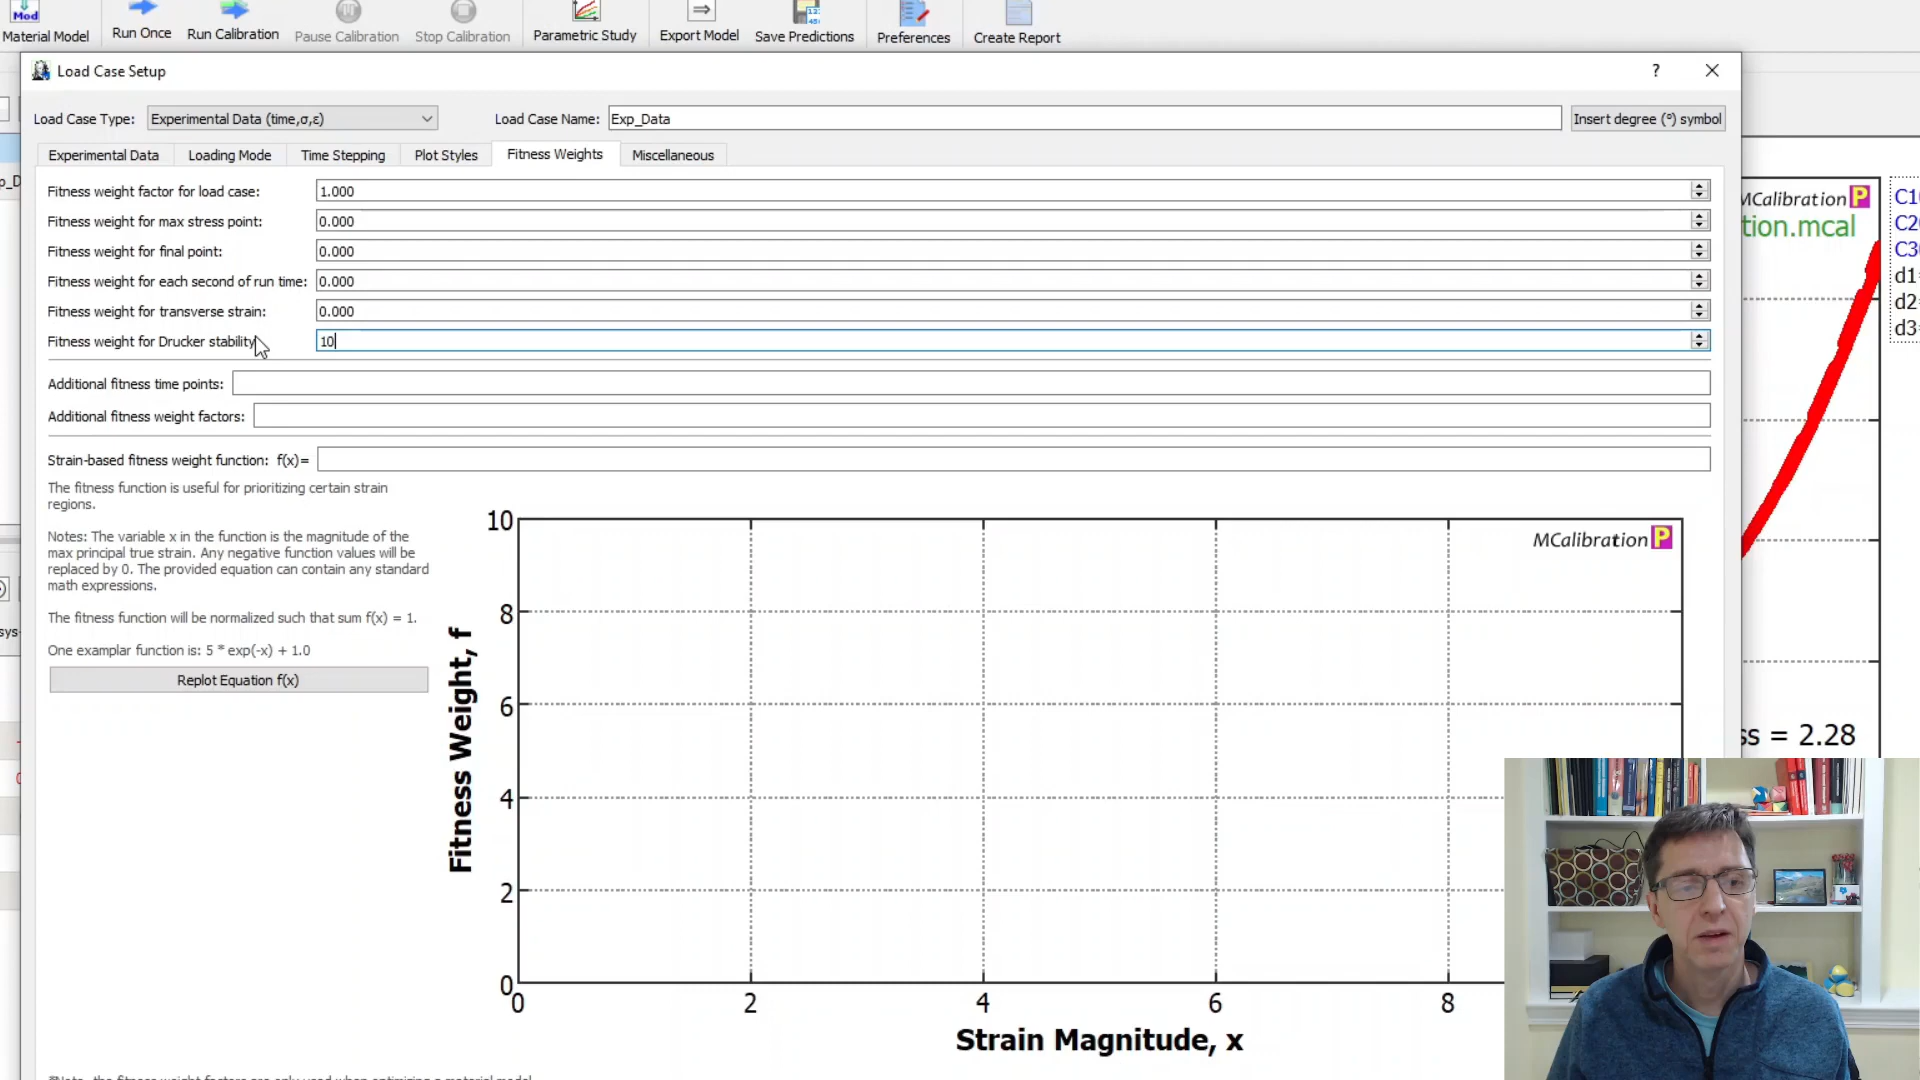 Mod
Material Model
Run Once
Run Calibration
Pause Calibration
Stop Calibration
Parametric Study
Export Model
Save Predictions
Preferences
Create Report
Load Case Setup
?
Load Case Type:
Experimental Data (time,σ,ε)
Load Case Name:
Exp_Data
Insert degree (°) symbol
Experimental Data
Loading Mode
Time Stepping
Plot Styles
Fitness Weights
Miscellaneous
Fitness weight factor for load case:
1.000
Fitness weight for max stress point:
0.000
Fitness weight for final point:
0.000
Fitness weight for each second of run time:
0.000
Fitness weight for transverse strain:
0.000
Fitness weight for Drucker stability
10
Additional fitness time points:
Additional fitness weight factors:
Strain-based fitness weight function: f(x)=
The fitness function is useful for prioritizing certain strain
regions.
Notes: The variable x in the function is the magnitude of the
max principal true strain. Any negative function values will be
replaced by 0. The provided equation can contain any standard
math expressions.
The fitness function will be normalized such that sum f(x) = 1.
One examplar function is: 5 * exp(-x) + 1.0
Replot Equation f(x)
10
8
6
4
2
0
Fitness Weight, f
MCalibration P
0
2
4
6
8
Strain Magnitude, x
MCalibration P
tion.mcal
C10
C20
C30
d1=
d2=
d3=
ss = 2.28
p_D
sys-